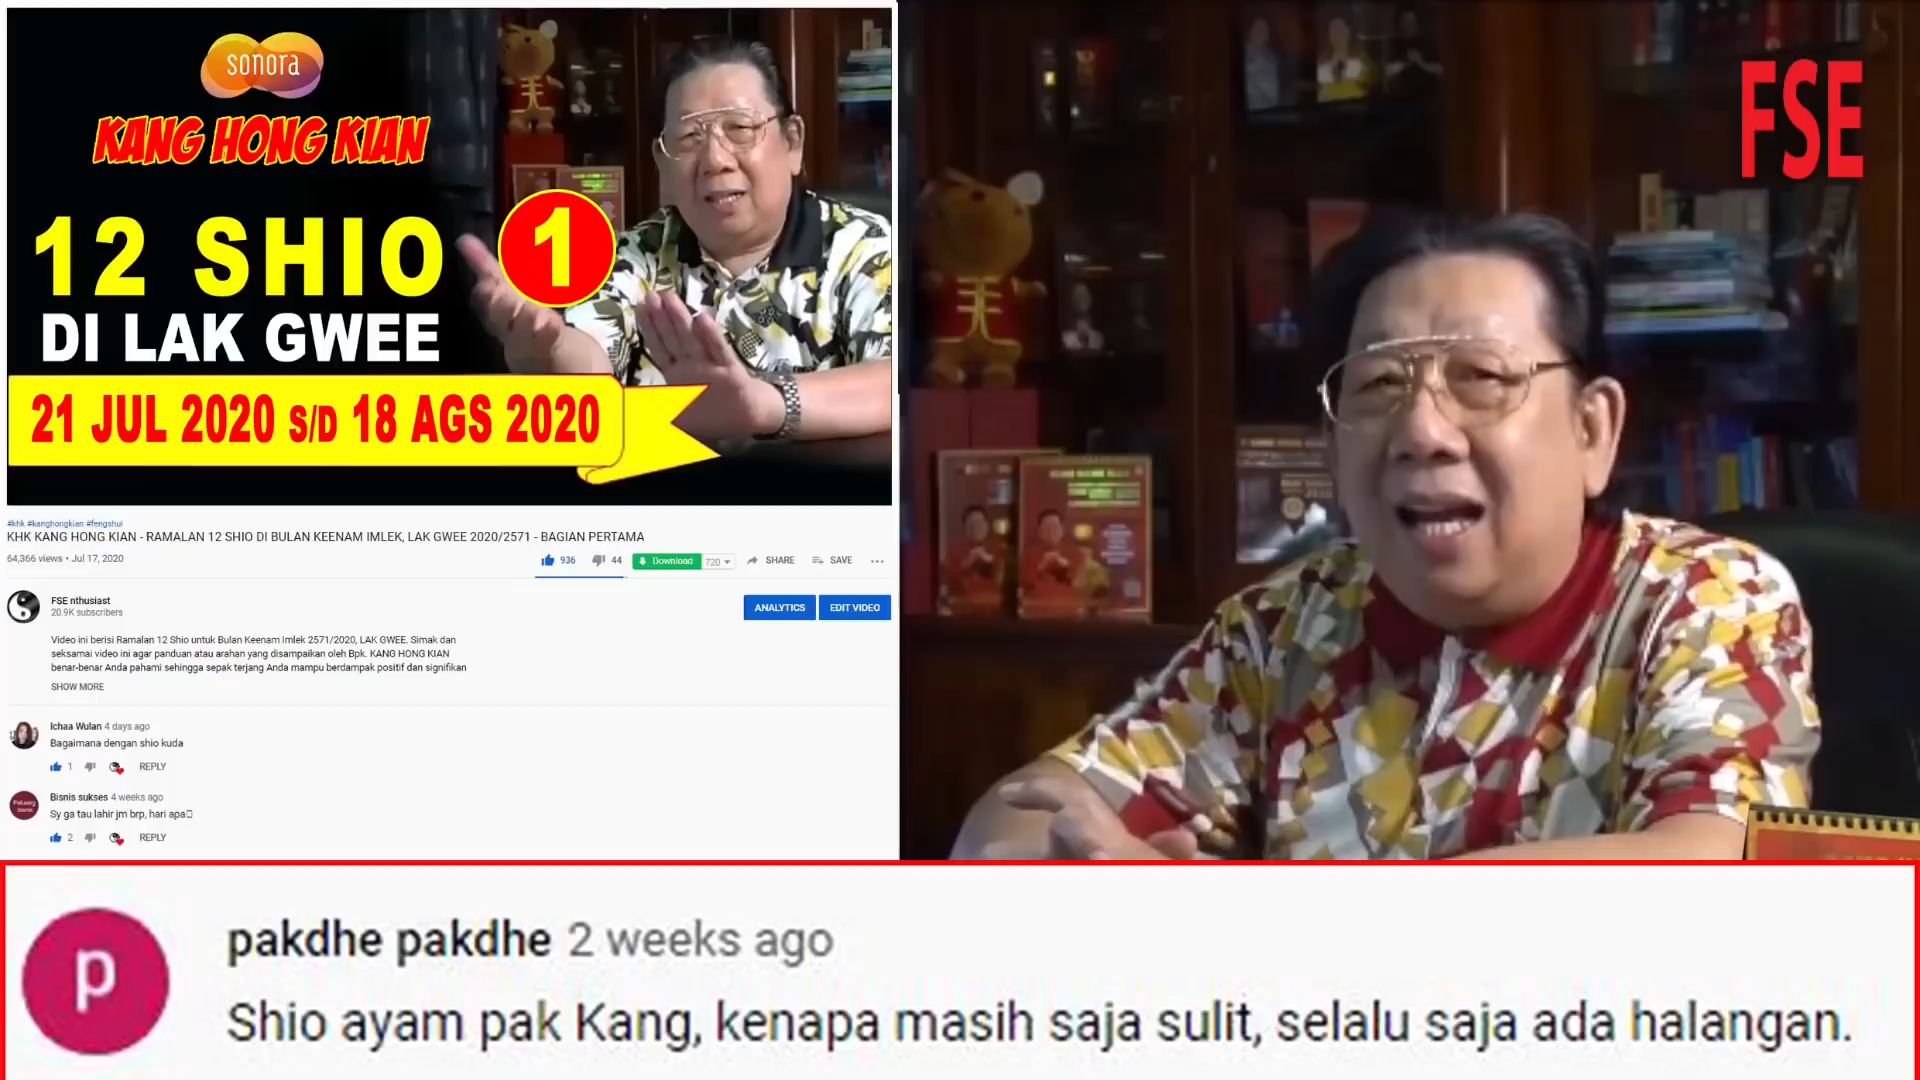 sonora
KANG HONG KIAN
12 SHIO
1
DI LAK GWEE
21 JUL 2020 S/D 18 AGS 2020
#khk #kanghongkian #fengshui
KHK KANG HONG KIAN - RAMALAN 12 SHIO DI BULAN KEENAM IMLEK, LAK GWEE 2020/2571 - BAGIAN PERTAMA
64,366 views • Jul 17, 2020
936 44 Download 720 SHARE SAVE
FSE nthusiast
20.9K subscribers
ANALYTICS EDIT VIDEO
Video ini berisi Ramalan 12 Shio untuk Bulan Keenam Imlek 2571/2020, LAK GWEE. Simak dan
seksamai video ini agar panduan atau arahan yang disampaikan oleh Bpk. KANG HONG KIAN
benar-benar Anda pahami sehingga sepak terjang Anda mampu berdampak positif dan signifikan
SHOW MORE
Ichaa Wulan 4 days ago
Bagaimana dengan shio kuda
1 REPLY
Bisnis sukses 4 weeks ago
Sy ga tau lahir jm brp, hari apa
2 REPLY
FSE
p
pakdhe pakdhe 2 weeks ago
Shio ayam pak Kang, kenapa masih saja sulit, selalu saja ada halangan.